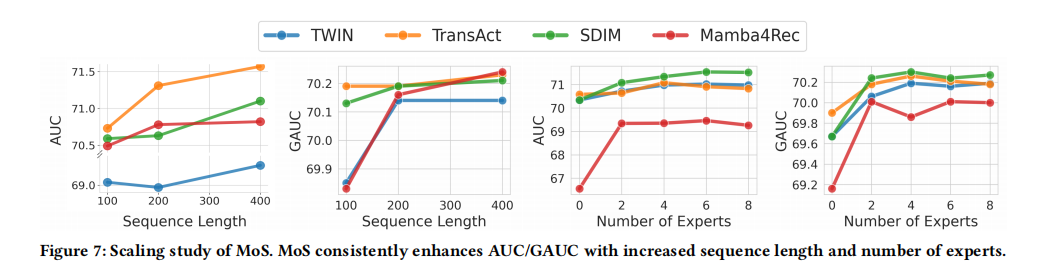 TWIN TransAct SDIM Mamba4Rec
AUC
71.5
71.0
70.5
69.0
100 200 300 400
Sequence Length
GAUC
70.2
70.1
70.0
69.9
100 200 300 400
Sequence Length
AUC
71
70
69
68
67
0 2 4 6 8
Number of Experts
GAUC
70.2
70.0
69.8
69.6
69.4
69.2
0 2 4 6 8
Number of Experts
Figure 7: Scaling study of MoS. MoS consistently enhances AUC/GAUC with increased sequence length and number of experts.